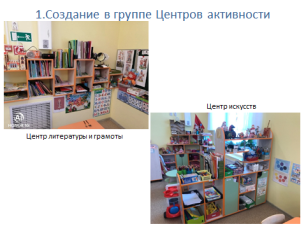 1.Создание в группе Центров активности
Центр искусств
Центр литературы и грамоты